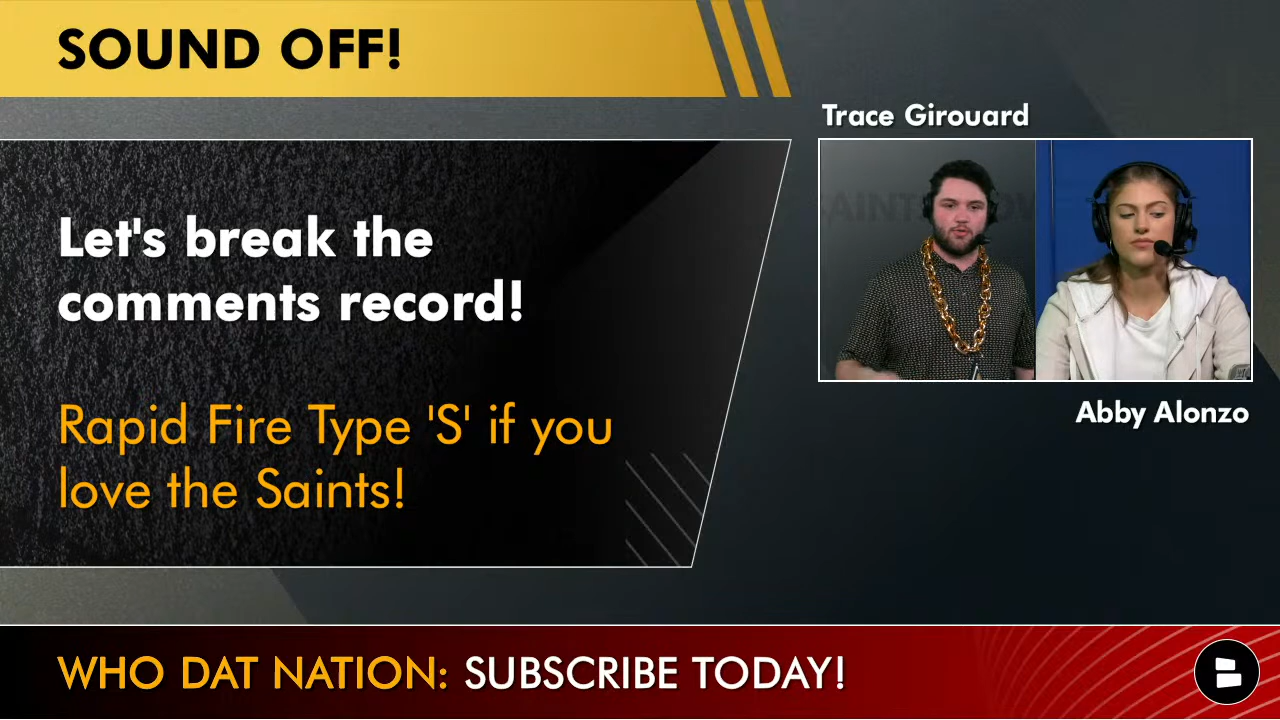 SOUND OFF!
Trace Girouard
Let's break the
comments record!
Rapid Fire Type 'S' if you
love the Saints!
Abby Alonzo
WHO DAT NATION: SUBSCRIBE TODAY!